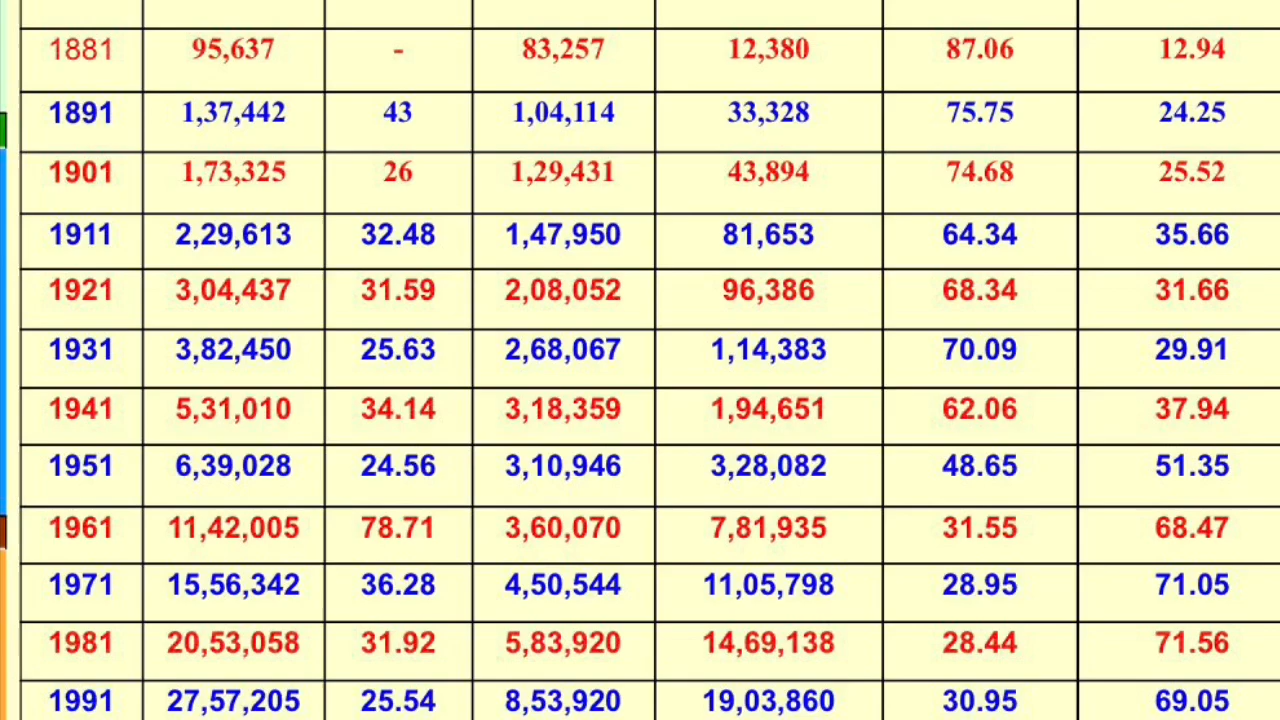 1881 95,637 - 83,257 12,380 87.06 12.94
1891 1,37,442 43 1,04,114 33,328 75.75 24.25
1901 1,73,325 26 1,29,431 43,894 74.68 25.52
1911 2,29,613 32.48 1,47,950 81,653 64.34 35.66
1921 3,04,437 31.59 2,08,052 96,386 68.34 31.66
1931 3,82,450 25.63 2,68,067 1,14,383 70.09 29.91
1941 5,31,010 34.14 3,18,359 1,94,651 62.06 37.94
1951 6,39,028 24.56 3,10,946 3,28,082 48.65 51.35
1961 11,42,005 78.71 3,60,070 7,81,935 31.55 68.47
1971 15,56,342 36.28 4,50,544 11,05,798 28.95 71.05
1981 20,53,058 31.92 5,83,920 14,69,138 28.44 71.56
1991 27,57,205 25.54 8,53,920 19,03,860 30.95 69.05